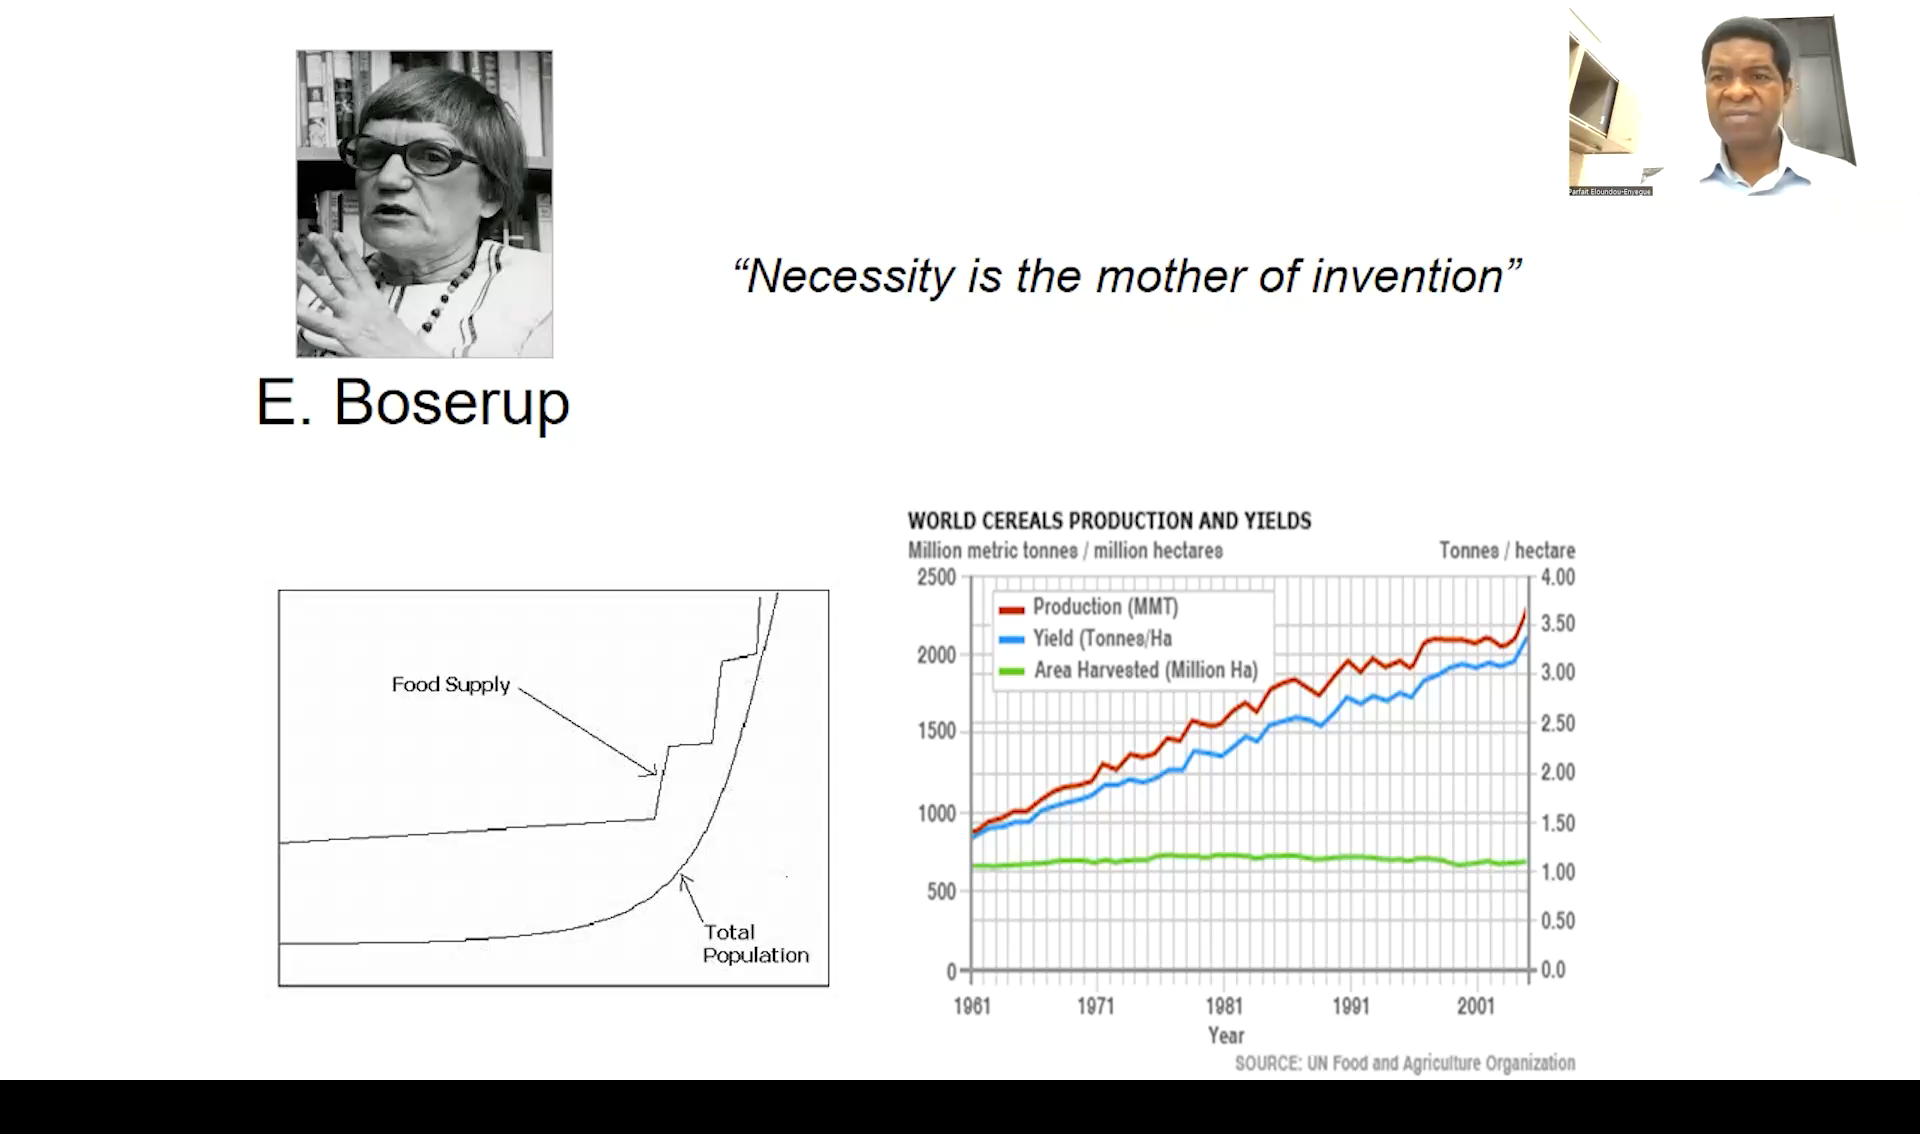 Parfait Eloundou-Enyegue
“Necessity is the mother of invention”
E. Boserup
Food Supply
Total
Population
WORLD CEREALS PRODUCTION AND YIELDS
Million metric tonnes / million hectares
Tonnes / hectare
2500
2000
1500
1000
500
0
Production (MMT)
Yield (Tonnes/Ha
Area Harvested (Million Ha)
4.00
3.50
3.00
2.50
2.00
1.50
1.00
0.50
0.0
1961 1971 1981 1991 2001
Year
SOURCE: UN Food and Agriculture Organization